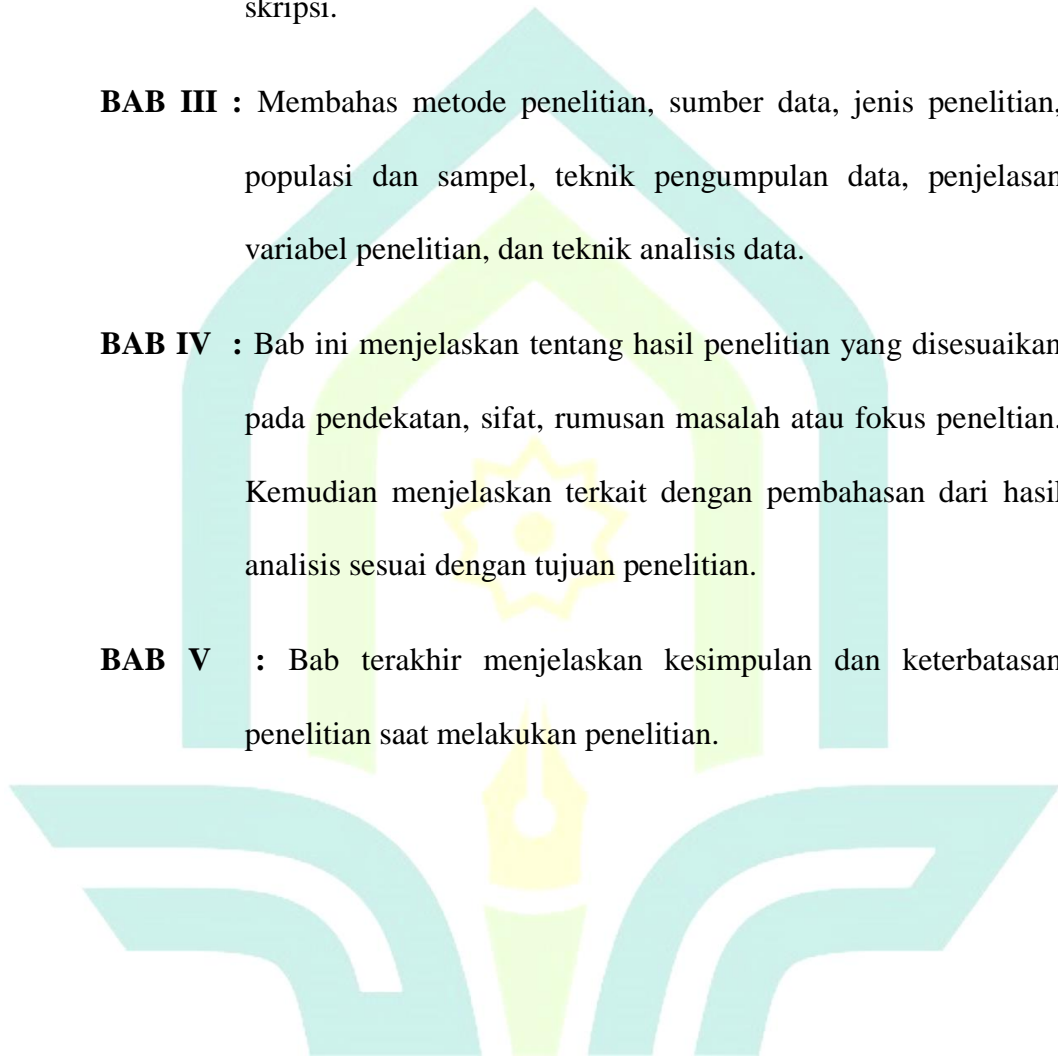 skripsi.
BAB III : Membahas metode penelitian, sumber data, jenis penelitian,
populasi dan sampel, teknik pengumpulan data, penjelasan
variabel penelitian, dan teknik analisis data.
BAB IV : Bab ini menjelaskan tentang hasil penelitian yang disesuaikan
pada pendekatan, sifat, rumusan masalah atau fokus peneltian.
Kemudian menjelaskan terkait dengan pembahasan dari hasil
analisis sesuai dengan tujuan penelitian.
BAB V : Bab terakhir menjelaskan kesimpulan dan keterbatasan
penelitian saat melakukan penelitian.